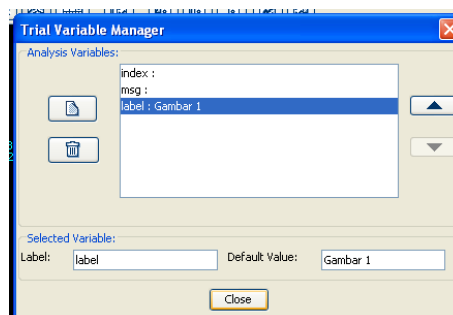 Trial Variable Manager
Analysis Variables:
index :
msg :
label : Gambar 1
Selected Variable:
Label: label Default Value: Gambar 1
Close